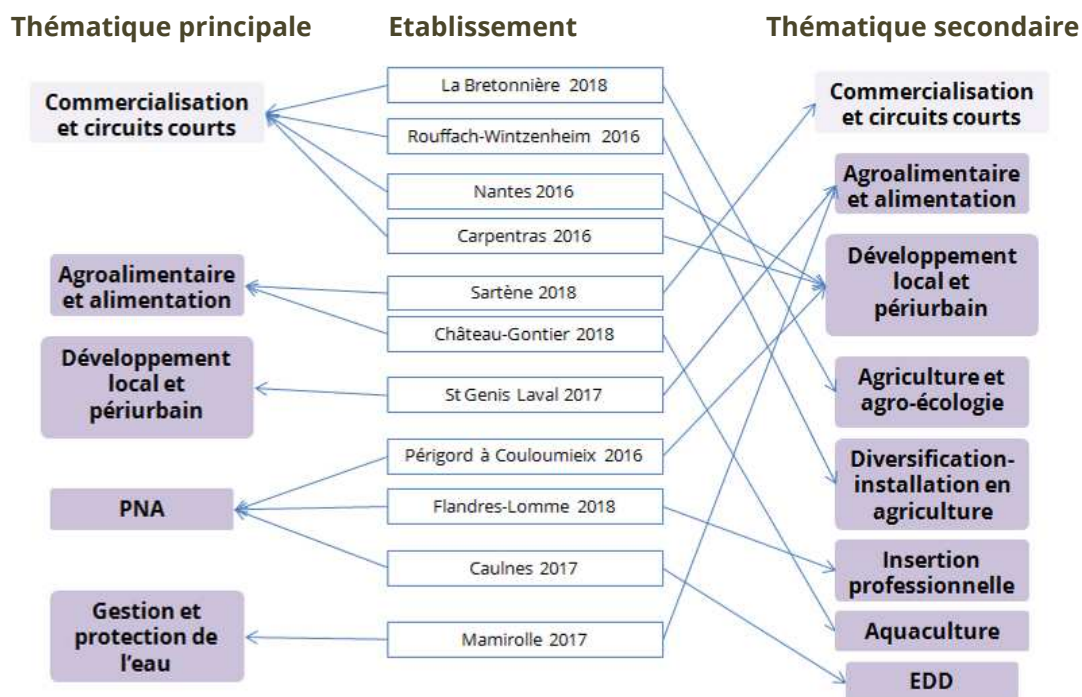 Thématique principale
Etablissement
Thématique secondaire
Commercialisation
et circuits courts
Agroalimentaire
et alimentation
Développement
local et
périurbain
PNA
Gestion et
protection de
l'eau
La Bretonnière 2018
Rouffach-Wintzenheim 2016
Nantes 2016
Carpentras 2016
Sartène 2018
Château-Gontier 2018
St Genis Laval 2017
Périgord à Couloumieix 2016
Flandres-Lomme 2018
Caulnes 2017
Mamirolle 2017
Commercialisation
et circuits courts
Agroalimentaire
et alimentation
Développement
local et
périurbain
Agriculture et
agro-écologie
Diversification-
installation en
agriculture
Insertion
professionnelle
Aquaculture
EDD